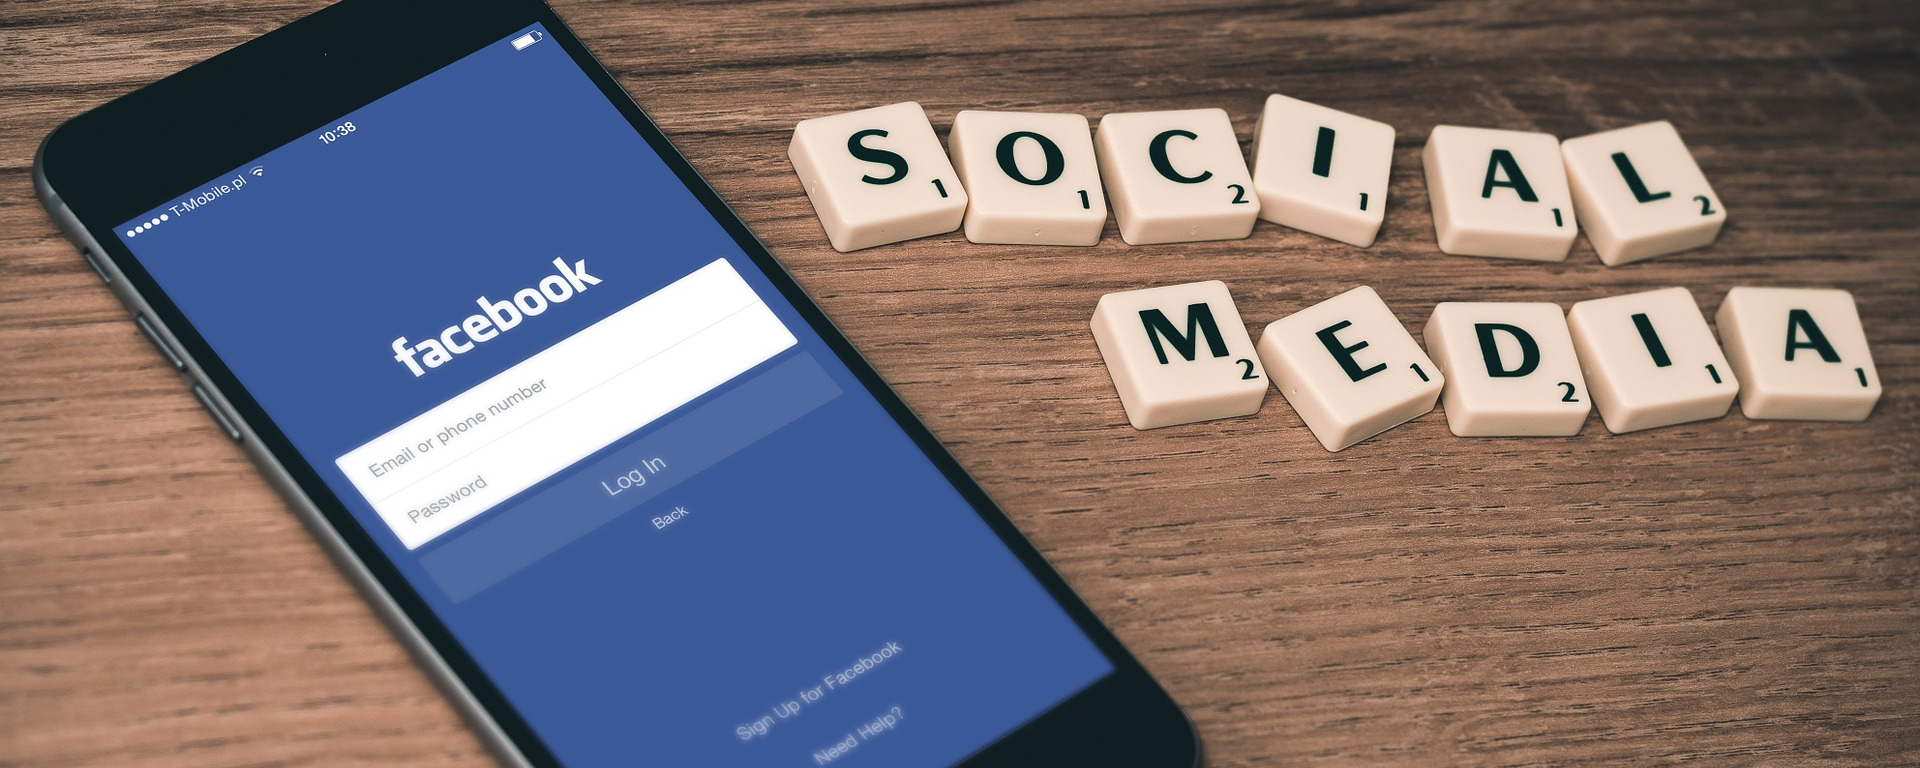 T-Mobile.pl 10:38
facebook
Email or phone number
Password
Log In
Back
Sign Up for Facebook
Need Help?
S1 O1 C2 I1 A1 L2
M2 E1 D2 I1 A1